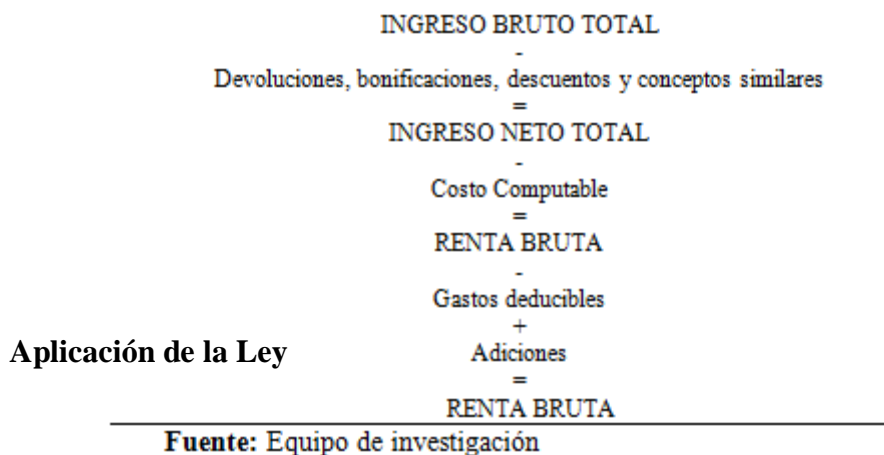 INGRESO BRUTO TOTAL
-
Devoluciones, bonificaciones, descuentos y conceptos similares
=
INGRESO NETO TOTAL
-
Costo Computable
=
RENTA BRUTA
-
Gastos deducibles
+
Aplicación de la Ley Adiciones
=
RENTA BRUTA
Fuente: Equipo de investigación